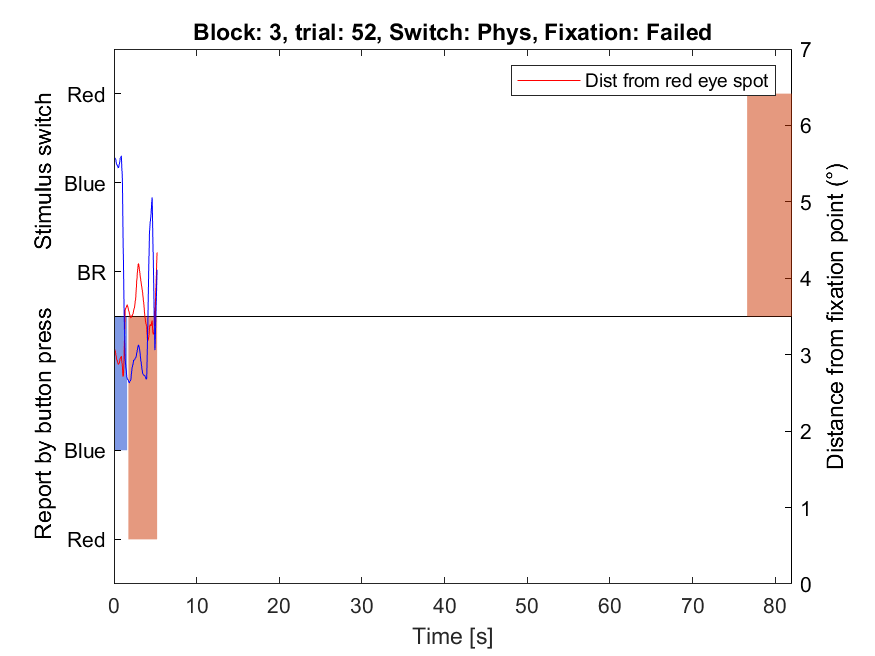 Block: 3, trial: 52, Switch: Phys, Fixation: Failed
Dist from red eye spot
Stimulus switch
Red
Blue
BR
Report by button press
Blue
Red
7
6
5
4
3
2
1
0
Distance from fixation point (°)
0 10 20 30 40 50 60 70 80
Time [s]